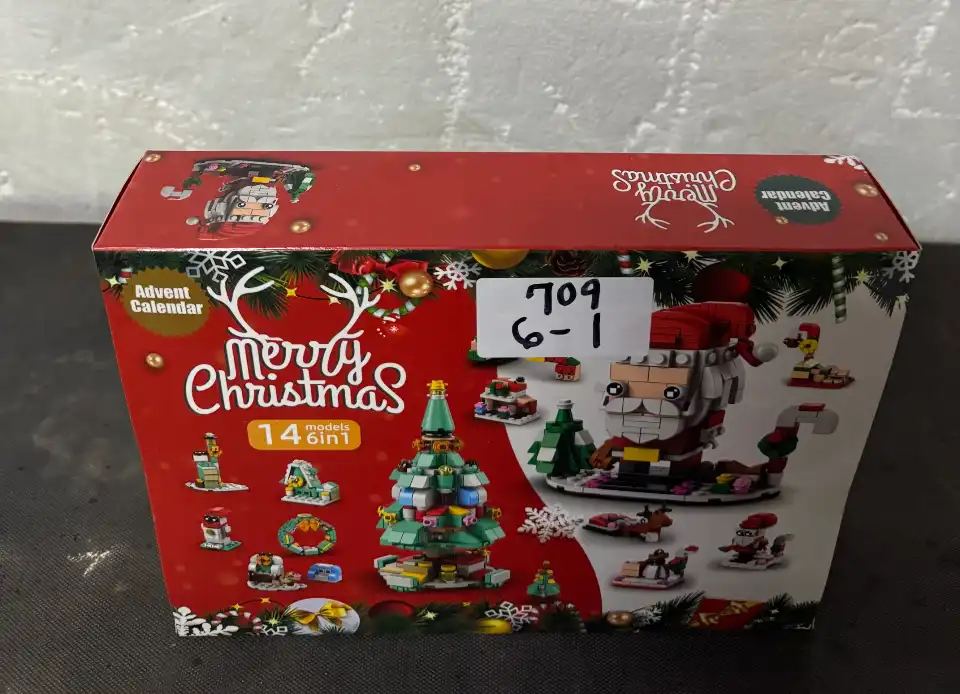 Merry
Christmas
Advent
Calendar
Advent
Calendar
Merry
Christmas
14 models
6in1
709
6-1